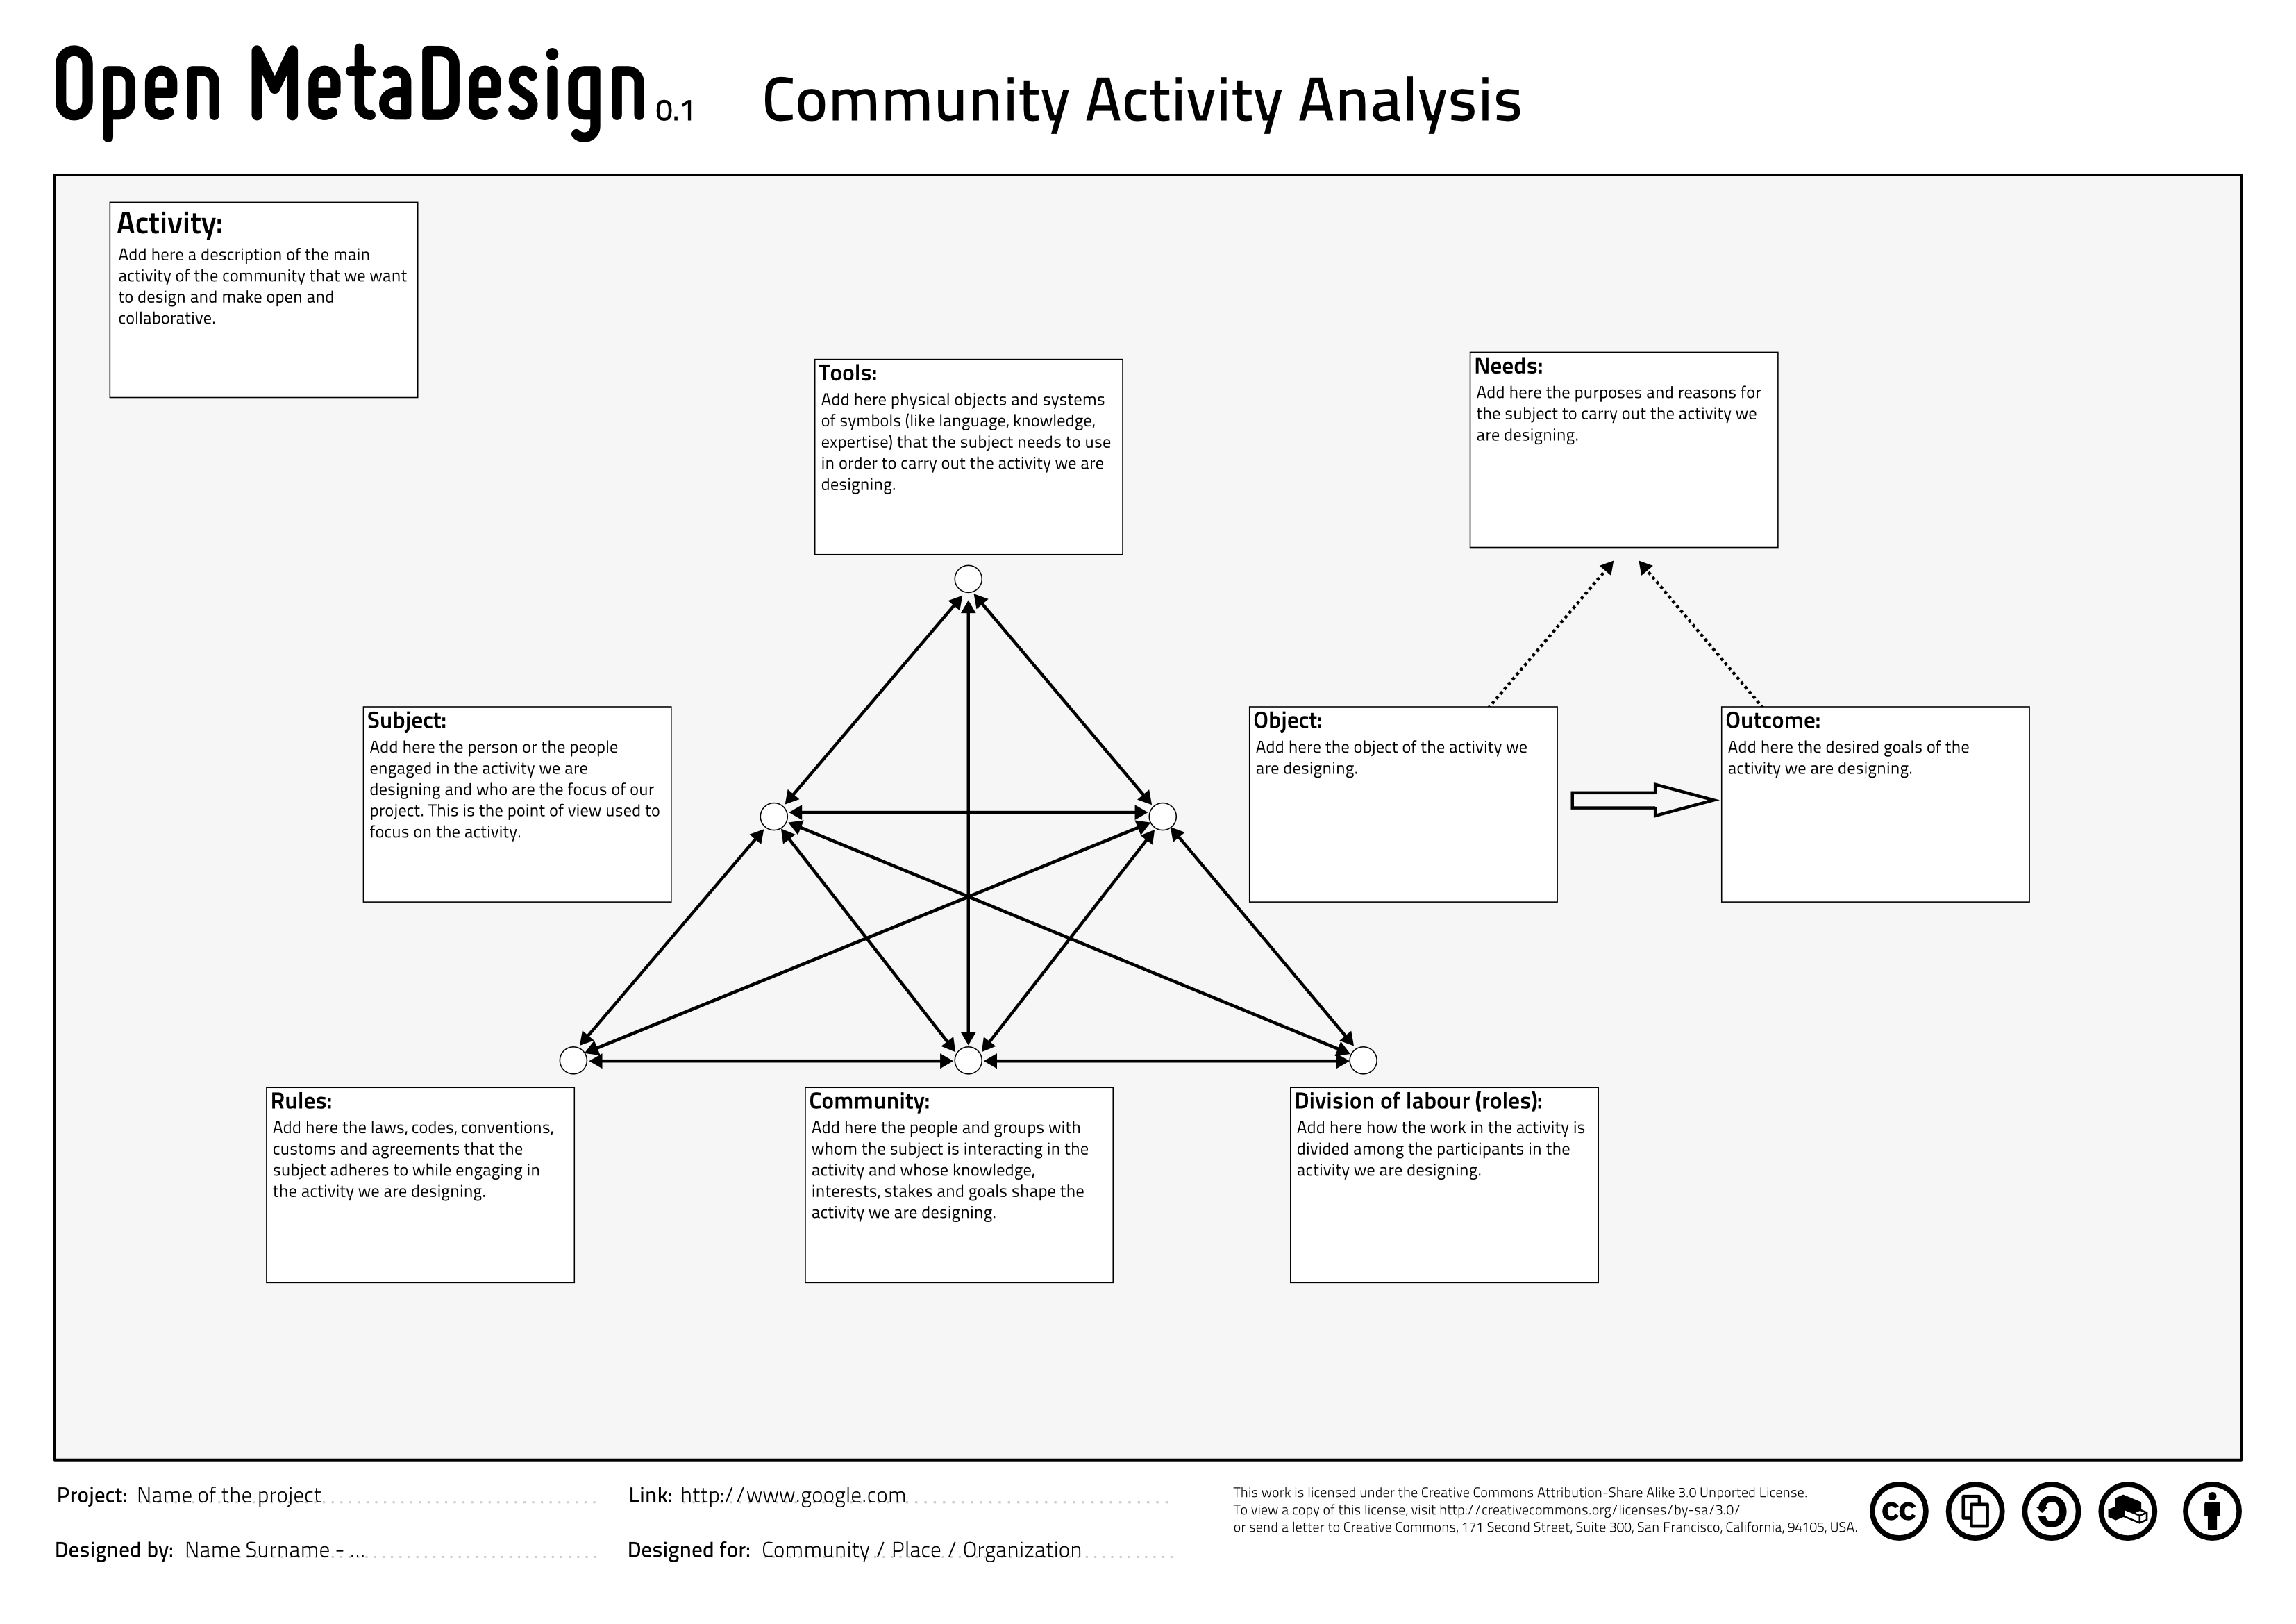 Open MetaDesign 0.1 Community Activity Analysis
Activity:
Add here a description of the main
activity of the community that we want
to design and make open and
collaborative.
Tools:
Add here physical objects and systems
of symbols (like language, knowledge,
expertise) that the subject needs to use
in order to carry out the activity we are
designing.
Needs:
Add here the purposes and reasons for
the subject to carry out the activity we
are designing.
Subject:
Add here the person or the people
engaged in the activity we are
designing and who are the focus of our
project. This is the point of view used to
focus on the activity.
Object:
Add here the object of the activity we
are designing.
Outcome:
Add here the desired goals of the
activity we are designing.
Rules:
Add here the laws, codes, conventions,
customs and agreements that the
subject adheres to while engaging in
the activity we are designing.
Community:
Add here the people and groups with
whom the subject is interacting in the
activity and whose knowledge,
interests, stakes and goals shape the
activity we are designing.
Division of labour (roles):
Add here how the work in the activity is
divided among the participants in the
activity we are designing.
Project: Name of the project
Link: http://www.google.com
Designed by: Name Surname - ...
Designed for: Community / Place / Organization
This work is licensed under the Creative Commons Attribution-Share Alike 3.0 Unported License.
To view a copy of this license, visit http://creativecommons.org/licenses/by-sa/3.0/
or send a letter to Creative Commons, 171 Second Street, Suite 300, San Francisco, California, 94105, USA.
cc